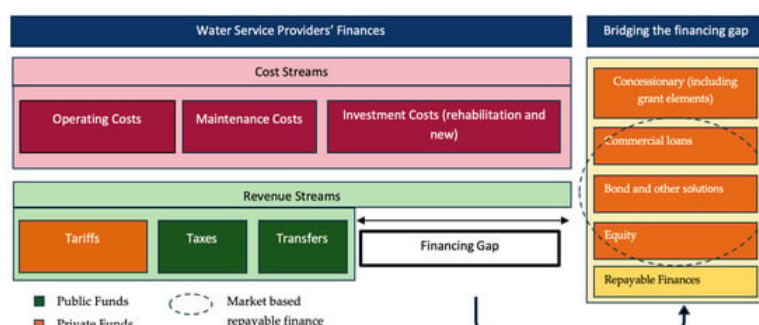 Water Service Providers' Finances
Cost Streams
Operating Costs
Maintenance Costs
Investment Costs (rehabilitation and
new)
Revenue Streams
Tariffs
Taxes
Transfers
Financing Gap
Public Funds
Private Funds
Market based
repayable finance
Bridging the financing gap
Concessionary (including
grant elements)
Commercial loans
Bond and other solutions
Equity
Repayable Finances